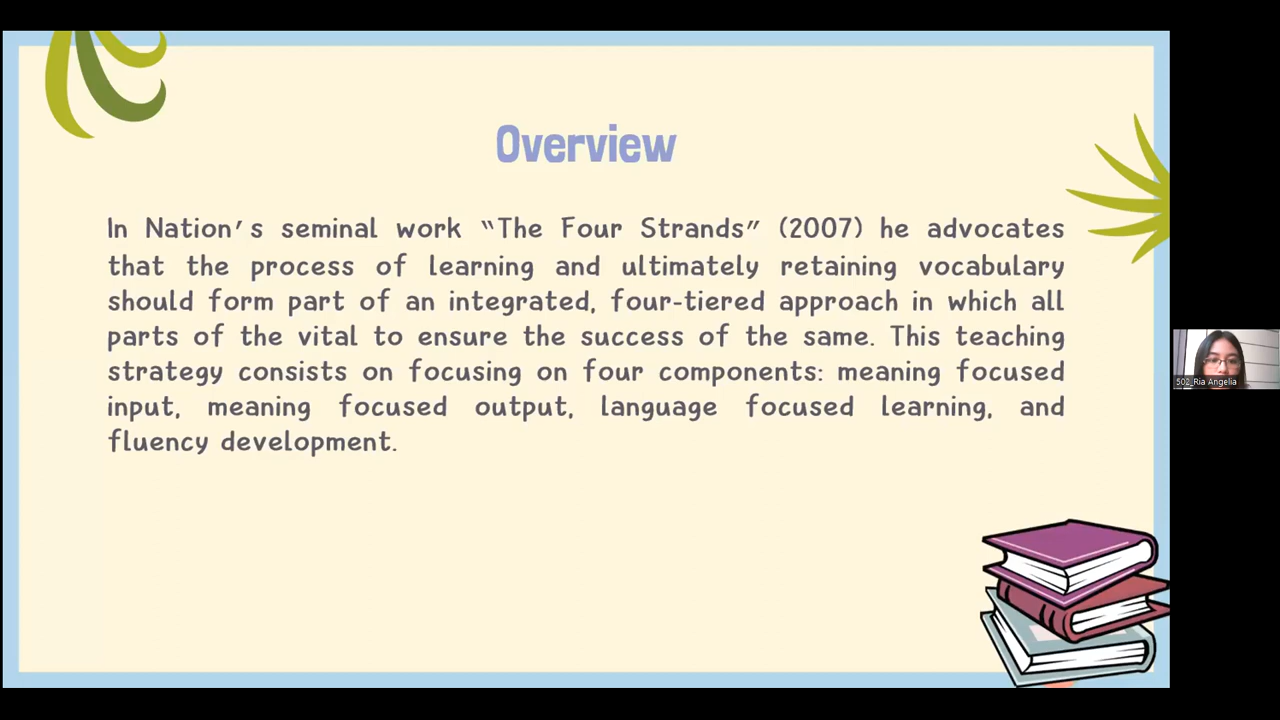 Overview
In Nation's seminal work “The Four Strands” (2007) he advocates
that the process of learning and ultimately retaining vocabulary
should form part of an integrated, four-tiered approach in which all
parts of the vital to ensure the success of the same. This teaching
strategy consists on focusing on four components: meaning focused
input, meaning focused output, language focused learning, and
fluency development.
502_Ria Angelia